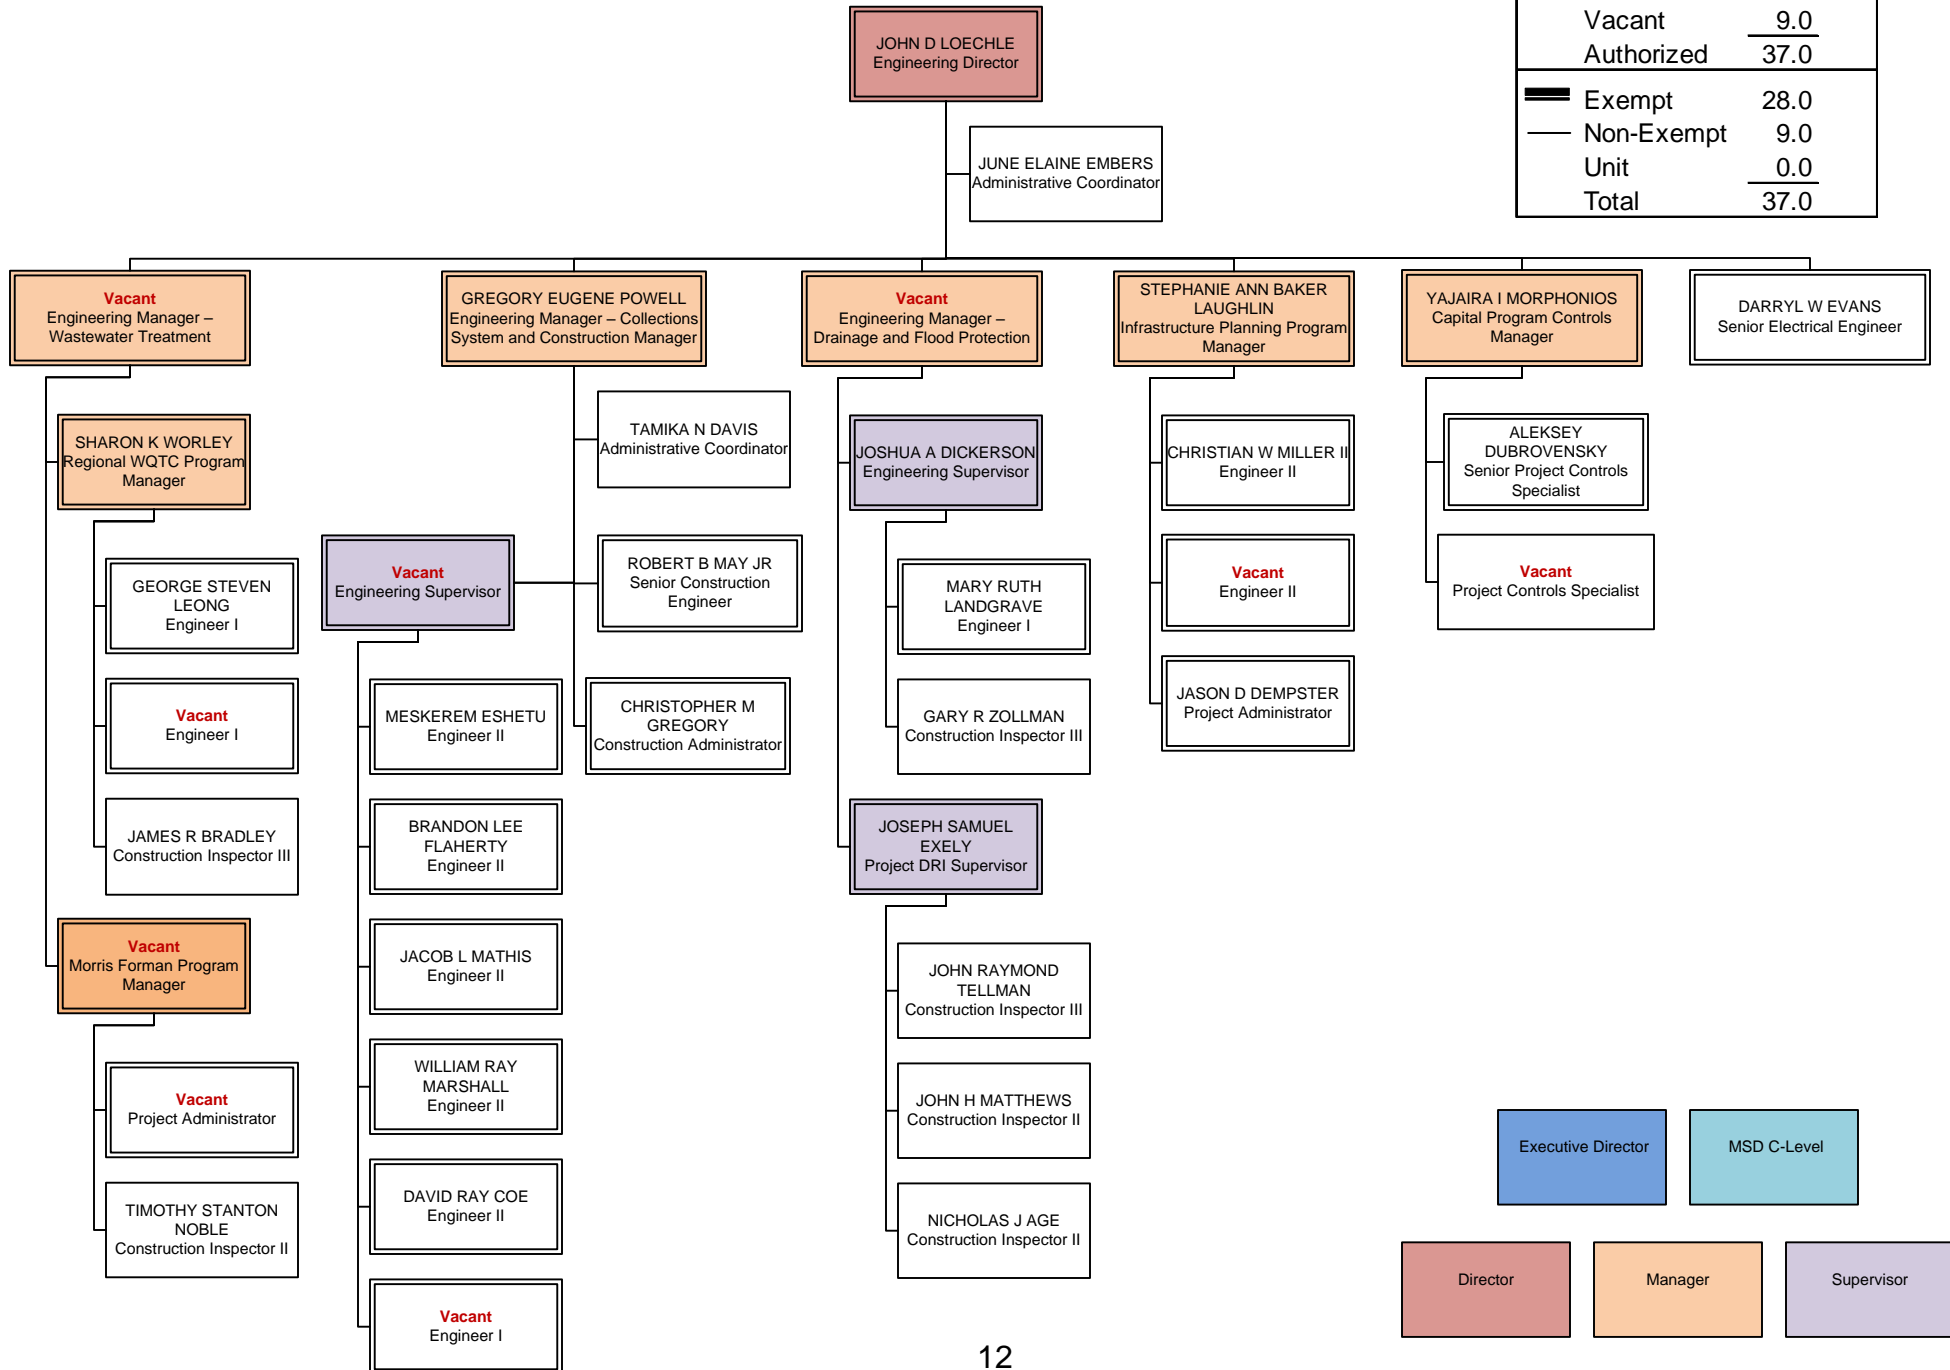 JOHN D LOECHLE
Engineering Director
Vacant 9.0
Authorized 37.0
Exempt 28.0
Non-Exempt 9.0
Unit 0.0
Total 37.0
JUNE ELAINE EMBERS
Administrative Coordinator
Vacant
Engineering Manager –
Wastewater Treatment
GREGORY EUGENE POWELL
Engineering Manager – Collections
System and Construction Manager
Vacant
Engineering Manager –
Drainage and Flood Protection
STEPHANIE ANN BAKER
LAUGHLIN
Infrastructure Planning Program
Manager
YAJAIRA I MORPHONIOS
Capital Program Controls
Manager
DARRYL W EVANS
Senior Electrical Engineer
SHARON K WORLEY
Regional WQTC Program
Manager
GEORGE STEVEN
LEONG
Engineer I
Vacant
Engineer I
JAMES R BRADLEY
Construction Inspector III
Vacant
Morris Forman Program
Manager
Vacant
Project Administrator
TIMOTHY STANTON
NOBLE
Construction Inspector II
TAMIKA N DAVIS
Administrative Coordinator
Vacant
Engineering Supervisor
ROBERT B MAY JR
Senior Construction
Engineer
CHRISTOPHER M
GREGORY
Construction Administrator
MESKEREM ESHETU
Engineer II
BRANDON LEE
FLAHERTY
Engineer II
JACOB L MATHIS
Engineer II
WILLIAM RAY
MARSHALL
Engineer II
DAVID RAY COE
Engineer II
Vacant
Engineer I
JOSHUA A DICKERSON
Engineering Supervisor
MARY RUTH
LANDGRAVE
Engineer I
GARY R ZOLLMAN
Construction Inspector III
JOSEPH SAMUEL
EXELY
Project DRI Supervisor
JOHN RAYMOND
TELLMAN
Construction Inspector III
JOHN H MATTHEWS
Construction Inspector II
NICHOLAS J AGE
Construction Inspector II
CHRISTIAN W MILLER II
Engineer II
Vacant
Engineer II
JASON D DEMPSTER
Project Administrator
ALEKSEY
DUBROVENSKY
Senior Project Controls
Specialist
Vacant
Project Controls Specialist
Executive Director
MSD C-Level
Director
Manager
Supervisor
12